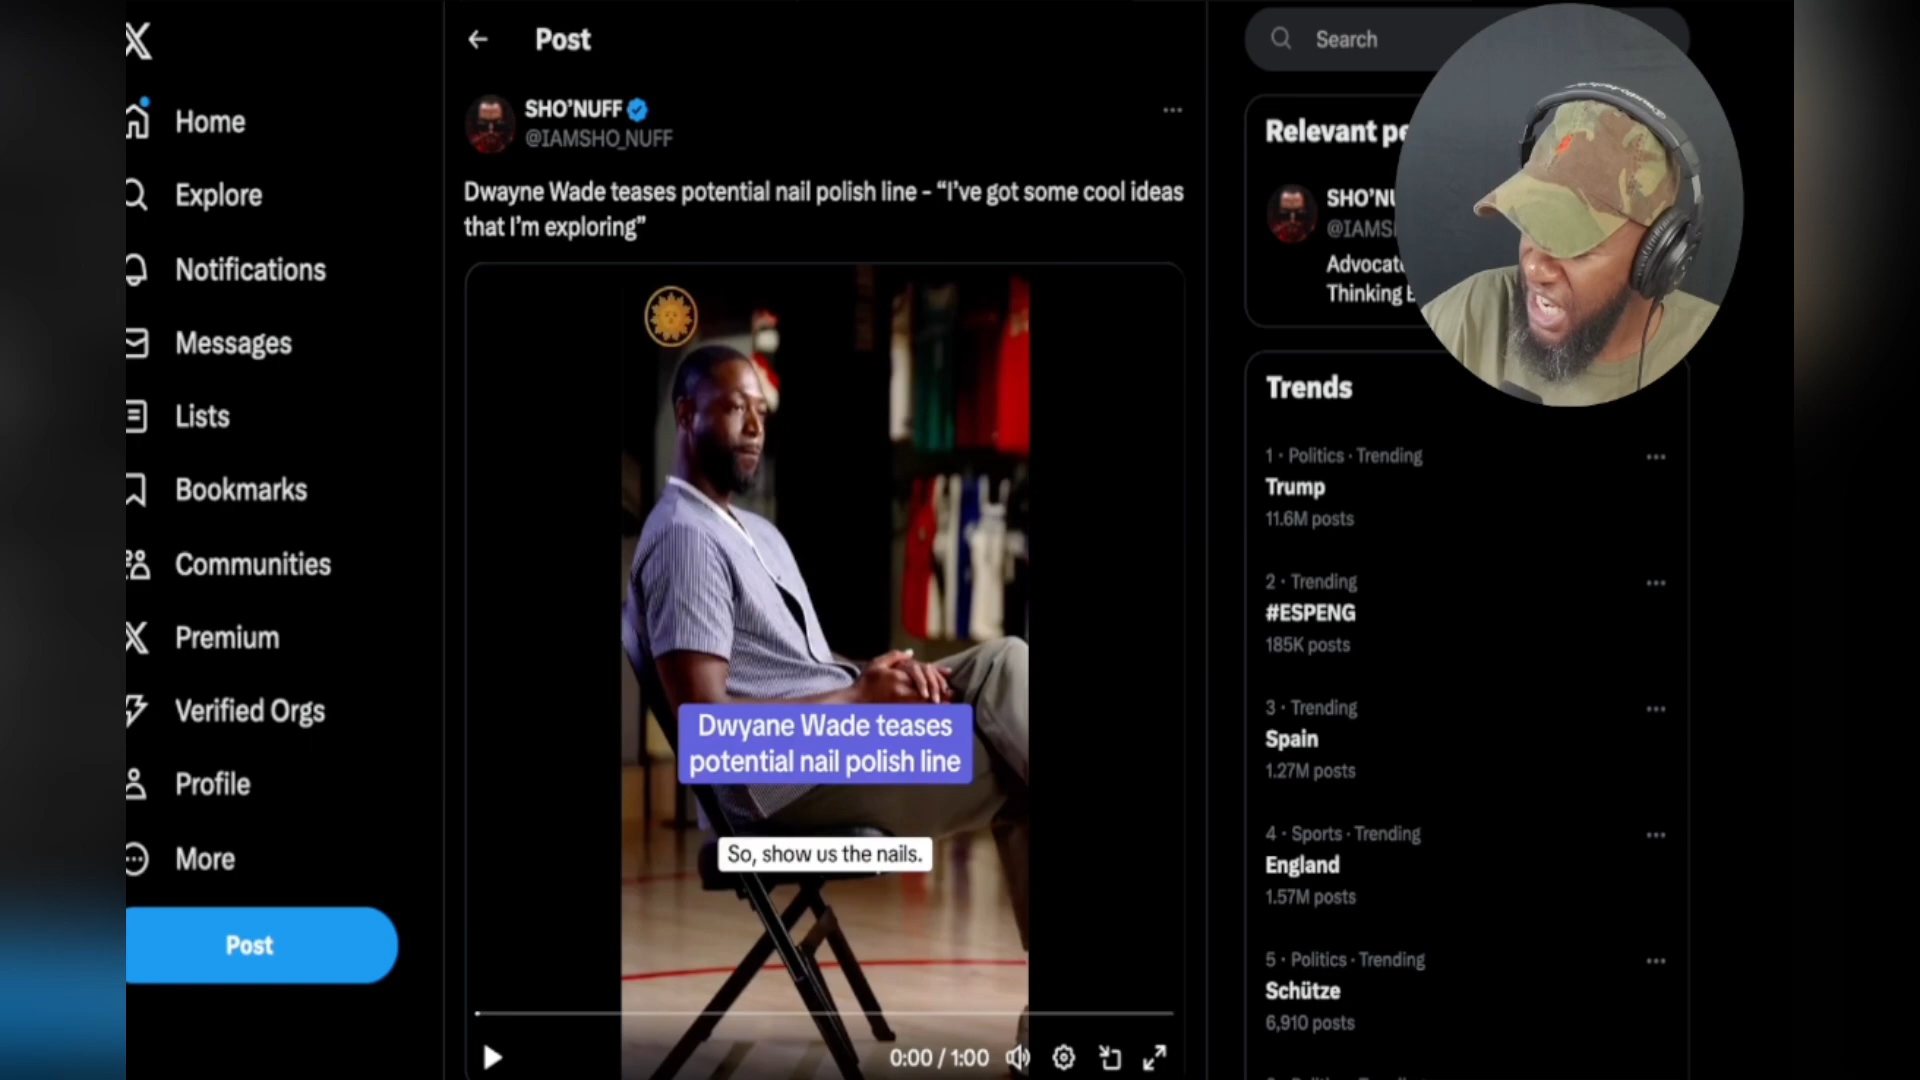 Home
Explore
Notifications
Messages
Lists
Bookmarks
Communities
Premium
Verified Orgs
Profile
More
Post
Post
SHO’NUFF
@IAMSHO_NUFF
Dwayne Wade teases potential nail polish line - “I’ve got some cool ideas
that I’m exploring”
Dwyane Wade teases
potential nail polish line
So, show us the nails.
0:00 / 1:00
Search
Relevant pe
SHO’NU
@IAMS
Advocat
Thinking
Trends
1 · Politics · Trending
Trump
11.6M posts
2 · Trending
#ESPENG
185K posts
3 · Trending
Spain
1.27M posts
4 · Sports · Trending
England
1.57M posts
5 · Politics · Trending
Schütze
6,910 posts